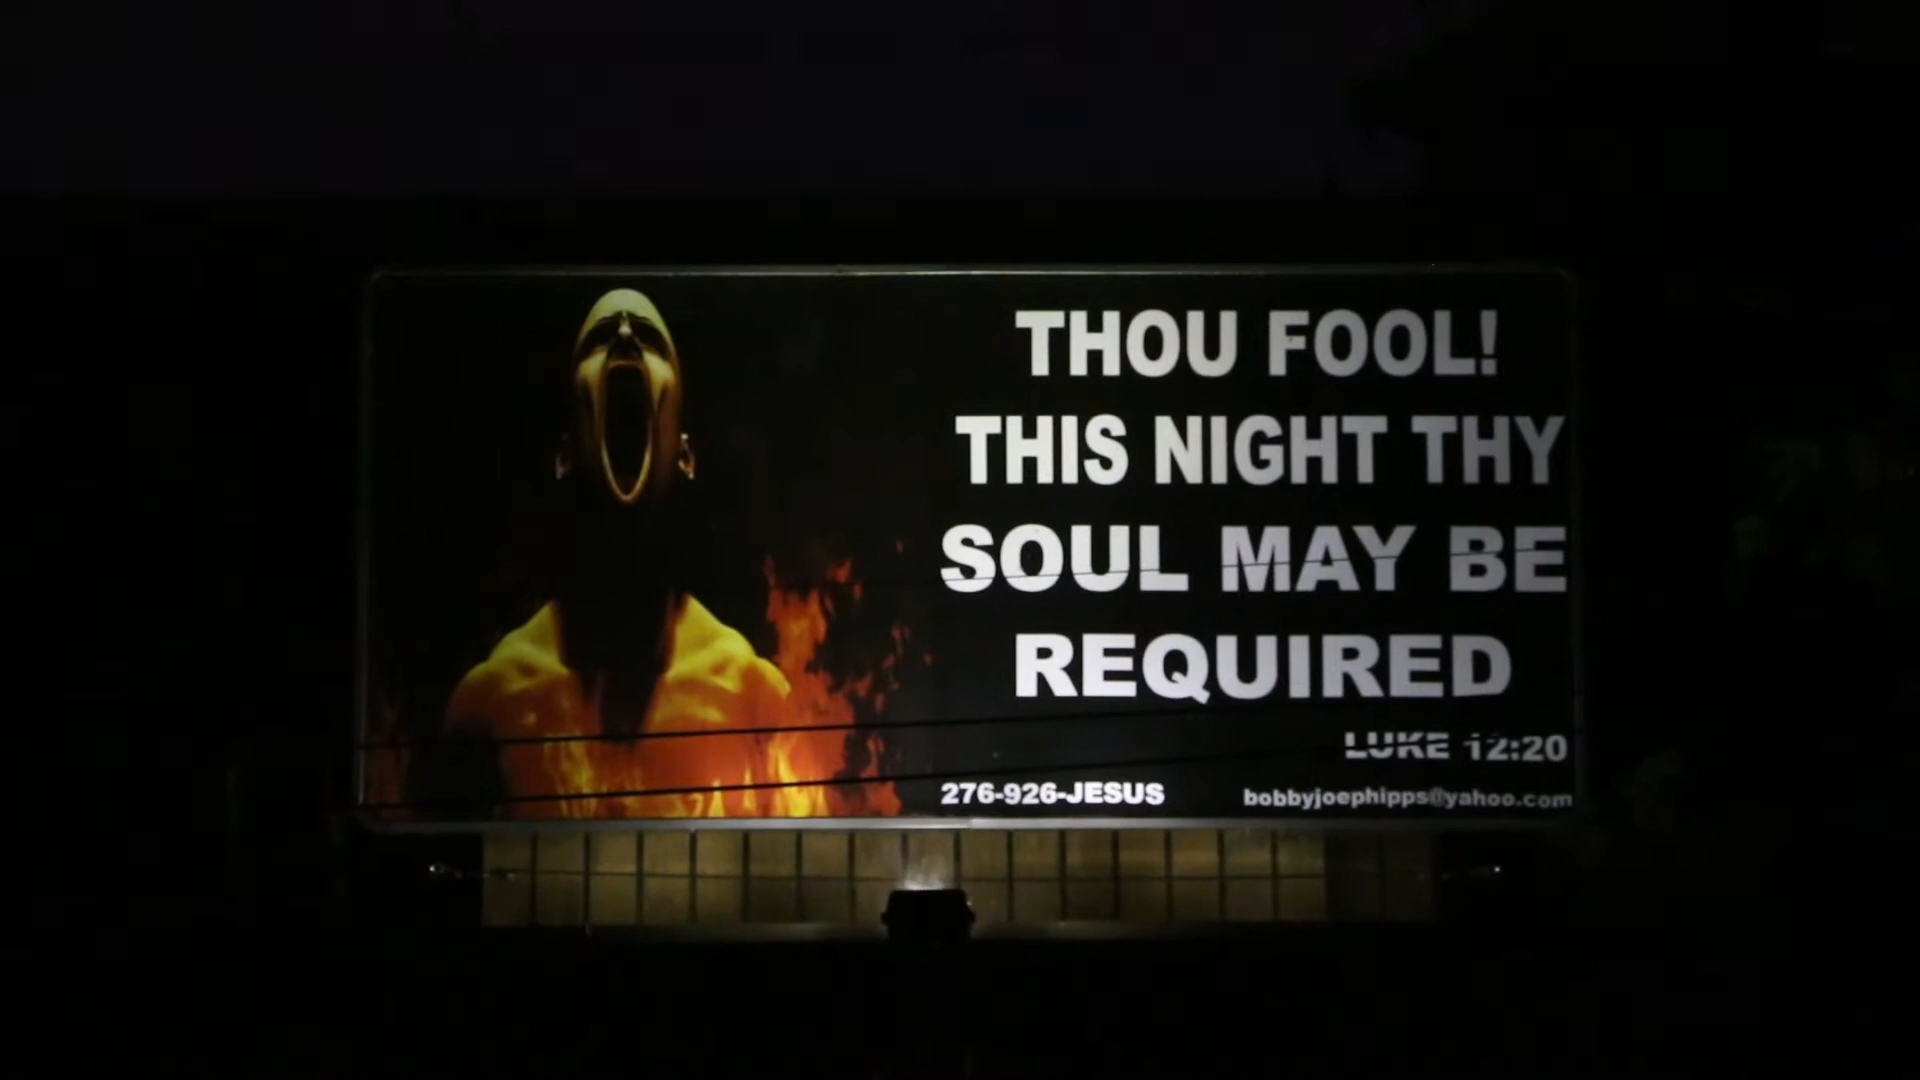 THOU FOOL!
THIS NIGHT THY
SOUL MAY BE
REQUIRED
LUKE 12:20
276-926-JESUS
bobbyjoephipps@yahoo.com